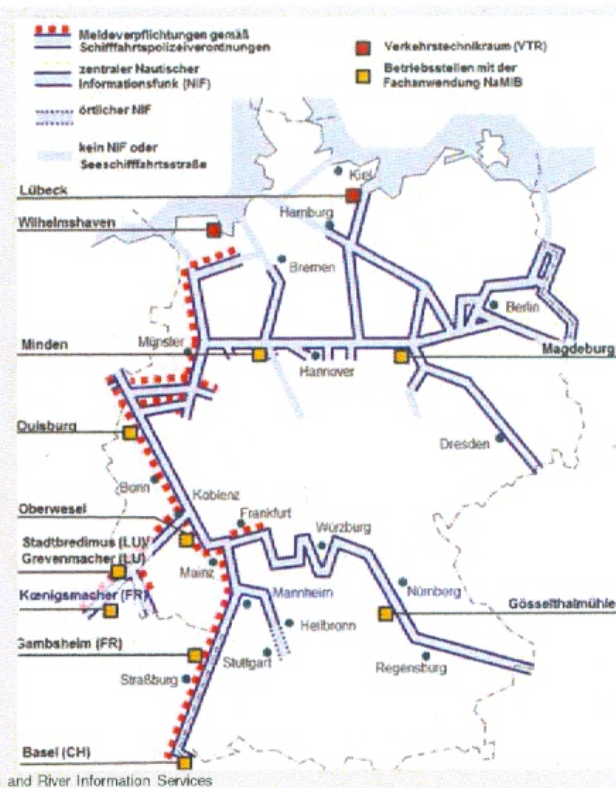 Meldeverpflichtungen gemäß
Schifffahrtspolizeiverordnungen
zentraler Nautischer
Informationsfunk (NIF)
örtlicher NIF
kein NIF oder
Seeschifffahrtsstraße
Verkehrstechnikraum (VTR)
Betriebsstellen mit der
Fachanwendung NaMIB
Kiel
Lübeck
Hamburg
Wilhelmshaven
Bremen
Berlin
Minden
Münster
Hannover
Magdeburg
Duisburg
Dresden
Bonn
Koblenz
Oberwesel
Frankfurt
Würzburg
Stadtbredimus (LU)/
Grevenmacher (LU)
Mainz
Kœnigsmacher (FR)
Mannheim
Nürnberg
Gösselthalmühle
Heilbronn
Gambsheim (FR)
Stuttgart
Regensburg
Straßburg
Basel (CH)
and River Information Services